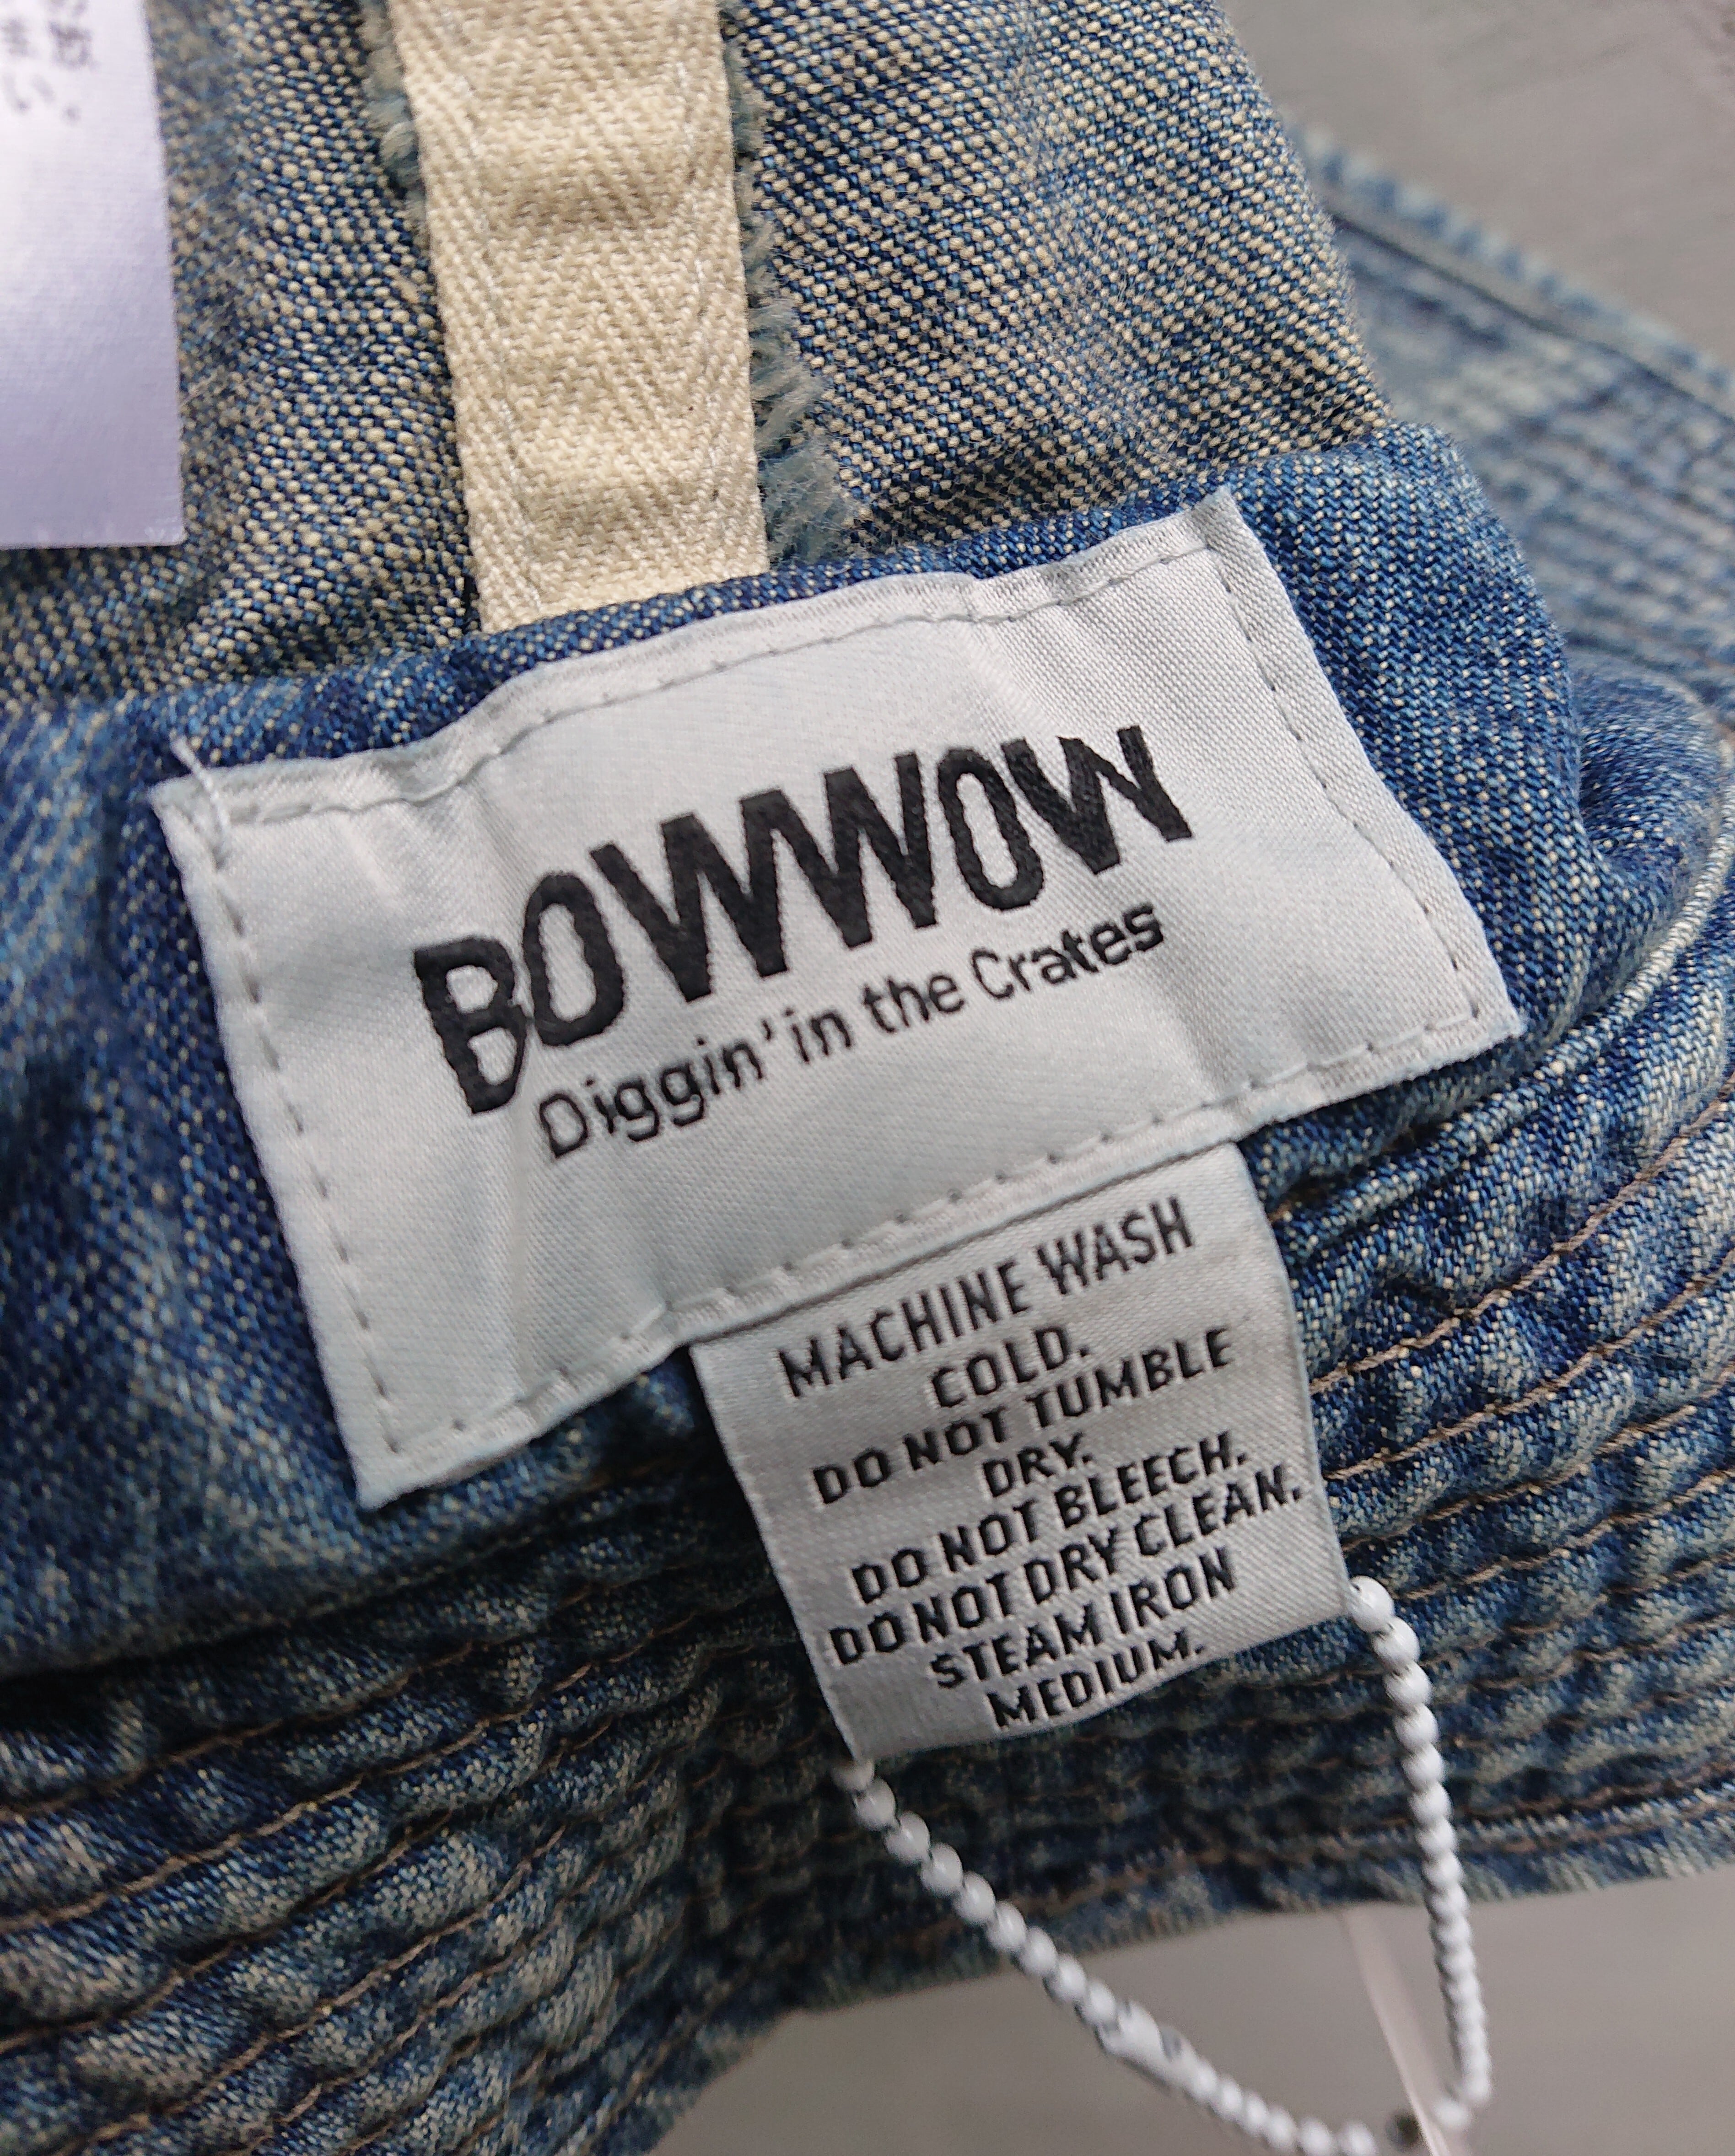 BOWWOW
Diggin' in the Crates
MACHINE WASH
COLD.
DO NOT TUMBLE
DRY.
DO NOT BLEECH.
DO NOT DRY CLEAN.
STEAM IRON
MEDIUM.